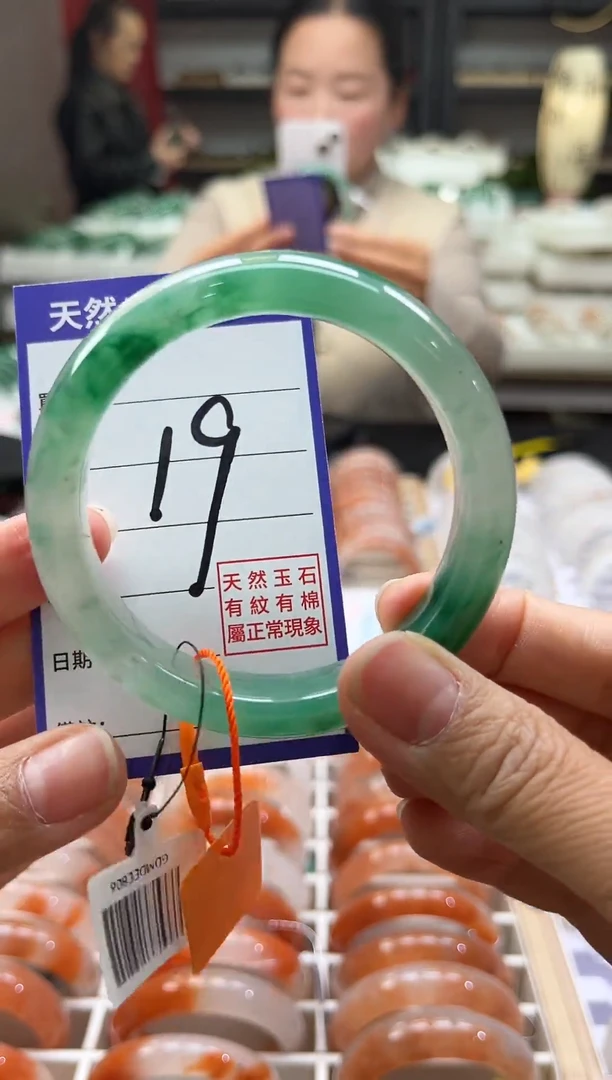 天然
19
天然玉石
有紋有棉
屬正常現象
日期